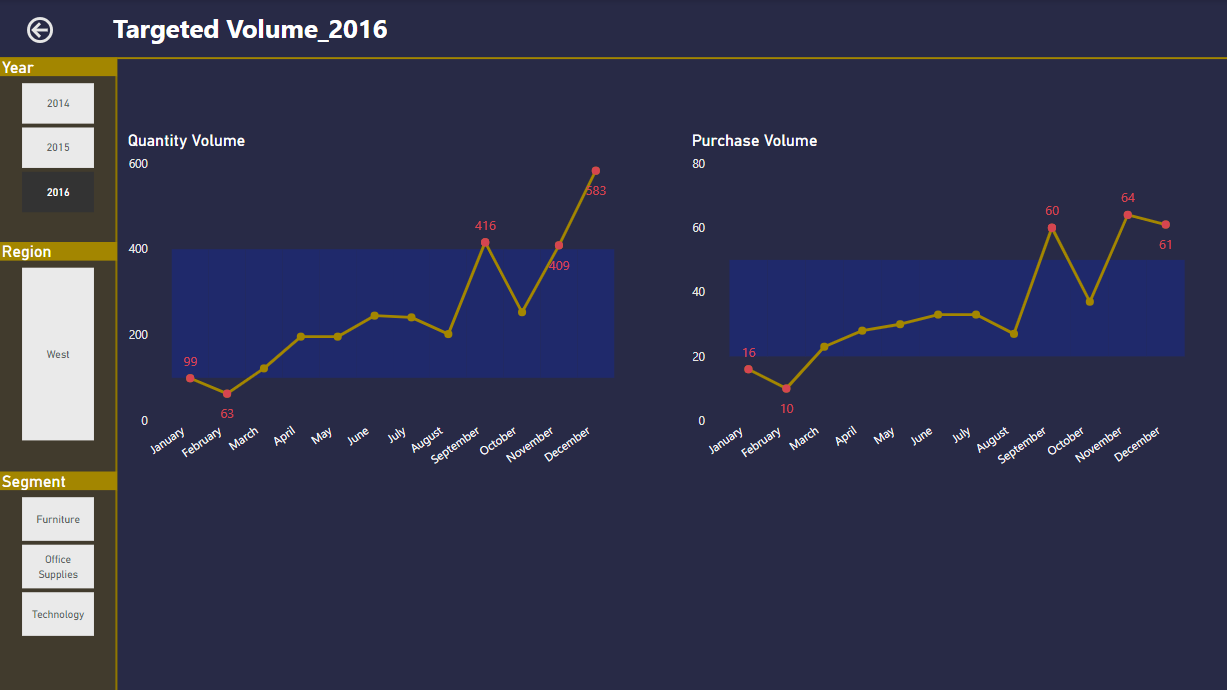 Targeted Volume_2016
Year
2014
2015
2016
Region
West
Segment
Furniture
Office
Supplies
Technology
Quantity Volume
600
400
200
0
99
63
416
409
583
January
February
March
April
May
June
July
August
September
October
November
December
Purchase Volume
80
60
40
20
0
16
10
60
64
61
January
February
March
April
May
June
July
August
September
October
November
December